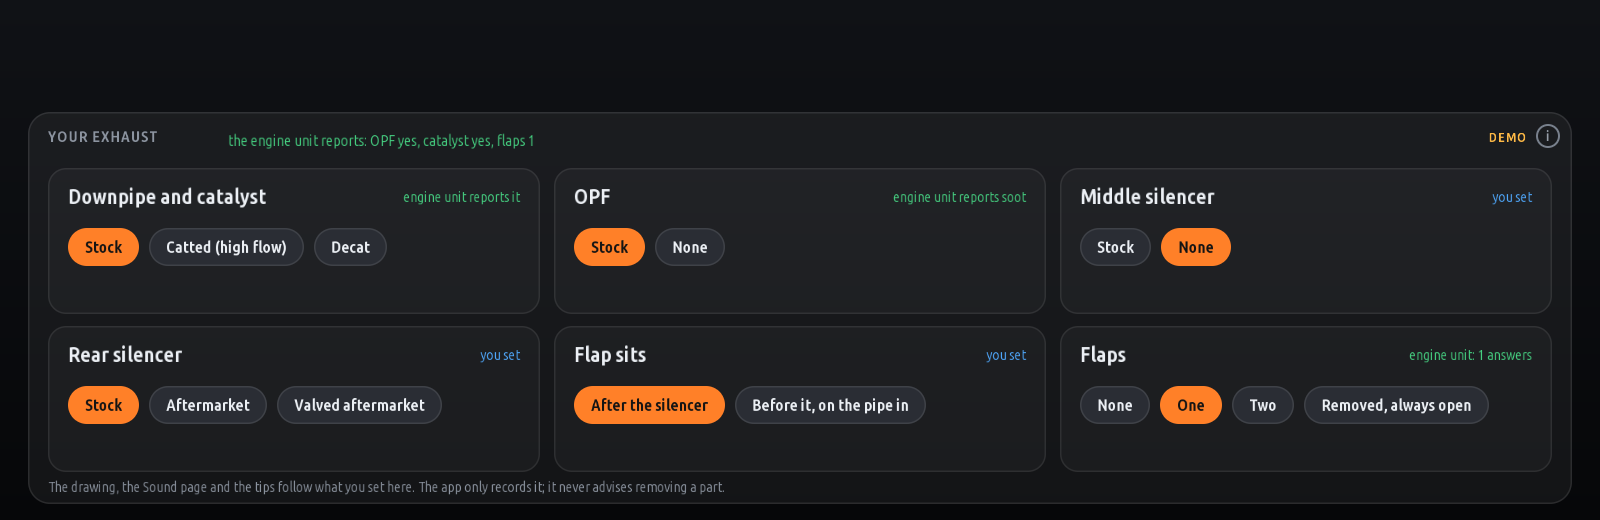 YOUR EXHAUST
the engine unit reports: OPF yes, catalyst yes, flaps 1
DEMO
i
Downpipe and catalyst
engine unit reports it
Stock
Catted (high flow)
Decat
OPF
engine unit reports soot
Stock
None
Middle silencer
you set
Stock
None
Rear silencer
you set
Stock
Aftermarket
Valved aftermarket
Flap sits
you set
After the silencer
Before it, on the pipe in
Flaps
engine unit: 1 answers
None
One
Two
Removed, always open
The drawing, the Sound page and the tips follow what you set here. The app only records it; it never advises removing a part.